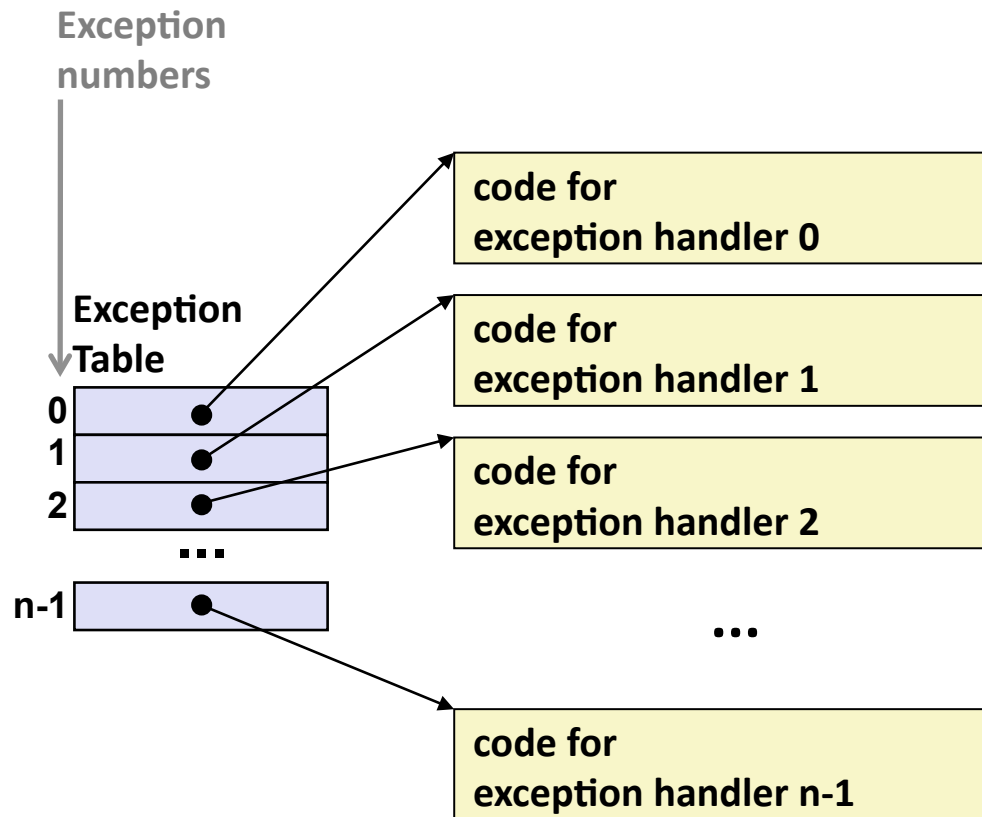 Exception
numbers
code for
exception handler 0
Exception
Table
code for
exception handler 1
0
1
2
...
n-1
code for
exception handler 2
...
code for
exception handler n-1